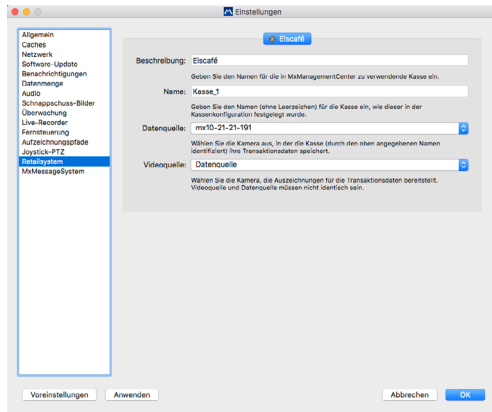 Einstellungen
Allgemein
Caches
Netzwerk
Software-Update
Benachrichtigungen
Datenmenge
Audio
Schnappschuss-Bilder
Überwachung
Live-Recorder
Fernsteuerung
Aufzeichnungspfade
Joystick-PTZ
Retailsystem
MxMessageSystem
Eiscafé
Beschreibung: Eiscafé
Geben Sie den Namen für die in MxManagementCenter zu verwendende Kasse ein.
Name: Kasse_1
Geben Sie den Namen (ohne Leerzeichen) für die Kasse ein, wie dieser in der
Kassenkonfiguration festgelegt wurde.
Datenquelle: mx10-21-21-191
Wählen Sie die Kamera aus, in der die Kasse (durch den oben angegebenen Namen
identifiziert) ihre Transaktionsdaten speichert.
Videoquelle: Datenquelle
Wählen Sie die Kamera, die Auszeichnungen für die Transaktionsdaten bereitstellt.
Videoquelle und Datenquelle müssen nicht identisch sein.
Voreinstellungen Anwenden Abbrechen OK